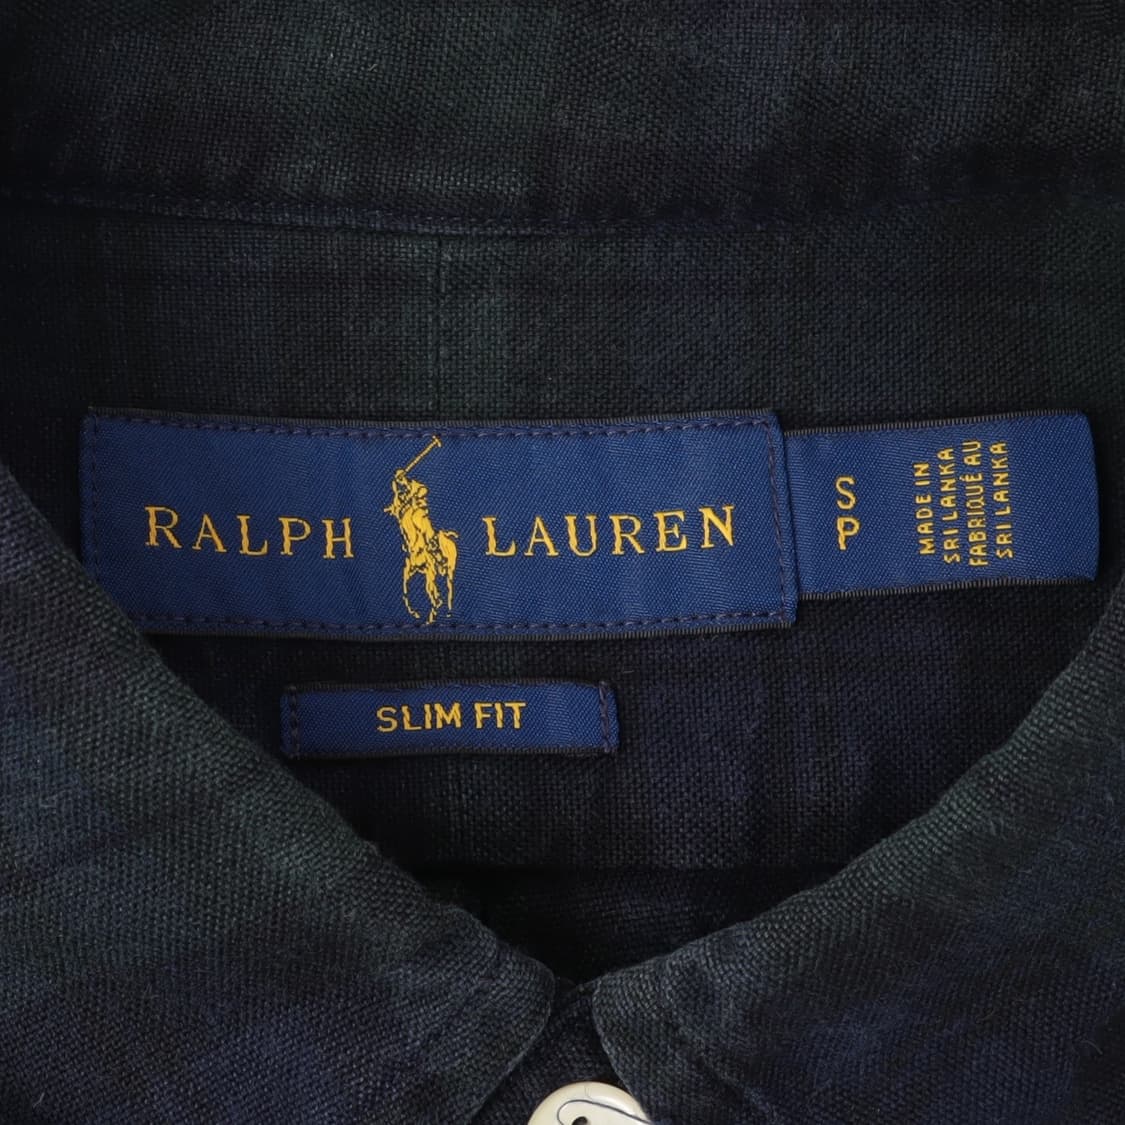 RALPH LAUREN
S
P
MADE IN
SRI LANKA
FABRIQUÉ AU
SRI LANKA
SLIM FIT